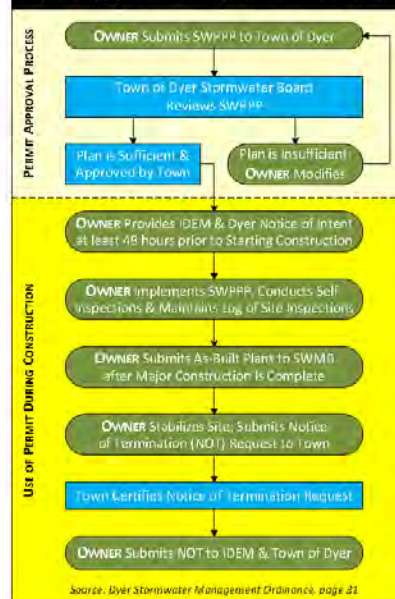 OWNER Submits SWPPP to Town of Dyer
PERMIT APPROVAL PROCESS
Town of Dyer Stormwater Board
Reviews SWPPP
Plan is Sufficient &
Approved by Town
Plan is Insufficient
OWNER Modifies
OWNER Provides IDEM & Dyer Notice of Intent
at least 48 hours prior to Starting Construction
USE OF PERMIT DURING CONSTRUCTION
OWNER Implements SWPPP, Conducts Self
Inspections & Maintains Log of Site Inspections
OWNER Submits As-Built Plans to SWMB
after Major Construction Is Complete
OWNER Stabilizes Site; Submits Notice
of Termination (NOT) Request to Town
Town Certifies Notice of Termination Request
OWNER Submits NOT to IDEM & Town of Dyer
Source: Dyer Stormwater Management Ordinance, page 31